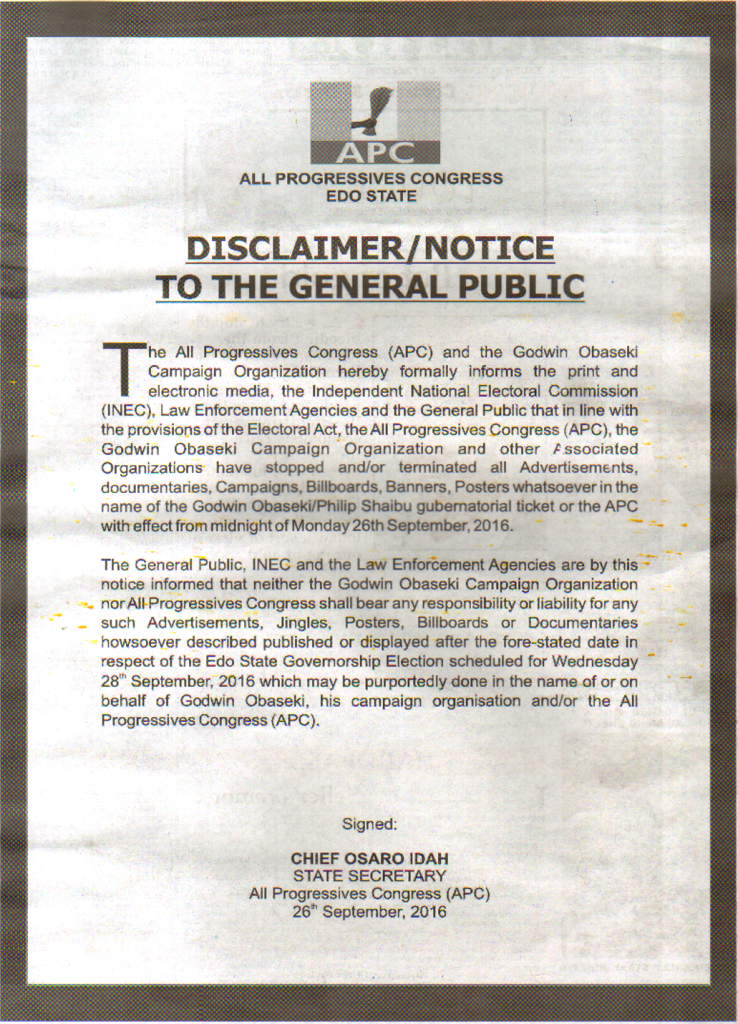 APC
ALL PROGRESSIVES CONGRESS
EDO STATE
DISCLAIMER/NOTICE
TO THE GENERAL PUBLIC
The All Progressives Congress (APC) and the Godwin Obaseki
Campaign Organization hereby formally informs the print and
electronic media, the Independent National Electoral Commission
(INEC), Law Enforcement Agencies and the General Public that in line with
the provisions of the Electoral Act, the All Progressives Congress (APC), the
Godwin Obaseki Campaign Organization and other Associated
Organizations have stopped and/or terminated all Advertisements,
documentaries, Campaigns, Billboards, Banners, Posters whatsoever in the
name of the Godwin Obaseki/Philip Shaibu gubernatorial ticket or the APC
with effect from midnight of Monday 26th September, 2016.
The General Public, INEC and the Law Enforcement Agencies are by this
notice informed that neither the Godwin Obaseki Campaign Organization
nor All Progressives Congress shall bear any responsibility or liability for any
such Advertisements, Jingles, Posters, Billboards or Documentaries
howsoever described published or displayed after the fore-stated date in
respect of the Edo State Governorship Election scheduled for Wednesday
28th September, 2016 which may be purportedly done in the name of or on
behalf of Godwin Obaseki, his campaign organisation and/or the All
Progressives Congress (APC).
Signed:
CHIEF OSARO IDAH
STATE SECRETARY
All Progressives Congress (APC)
26th September, 2016